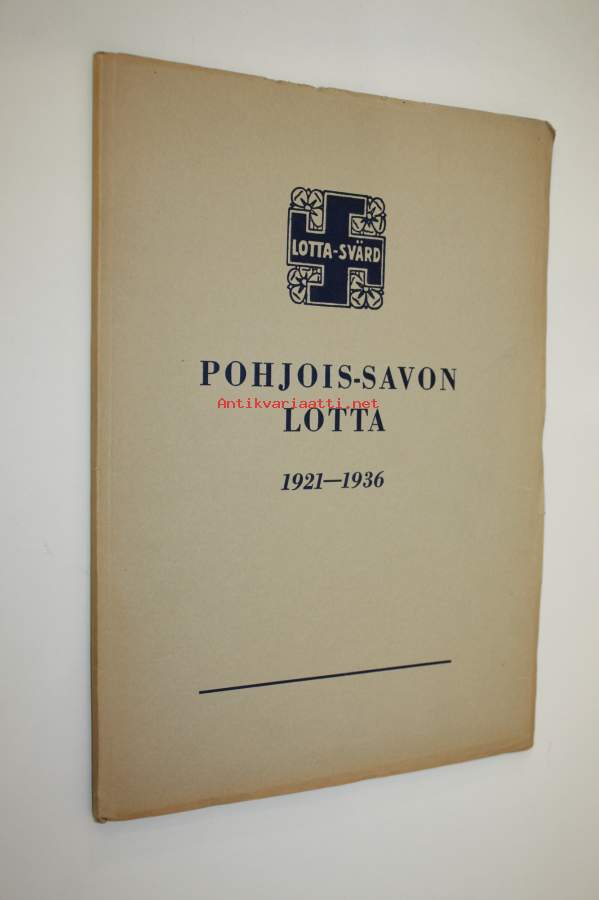 LOTTA-SVÄRD
POHJOIS-SAVON
Antikvariaatti.net
LOTTA
1921—1936